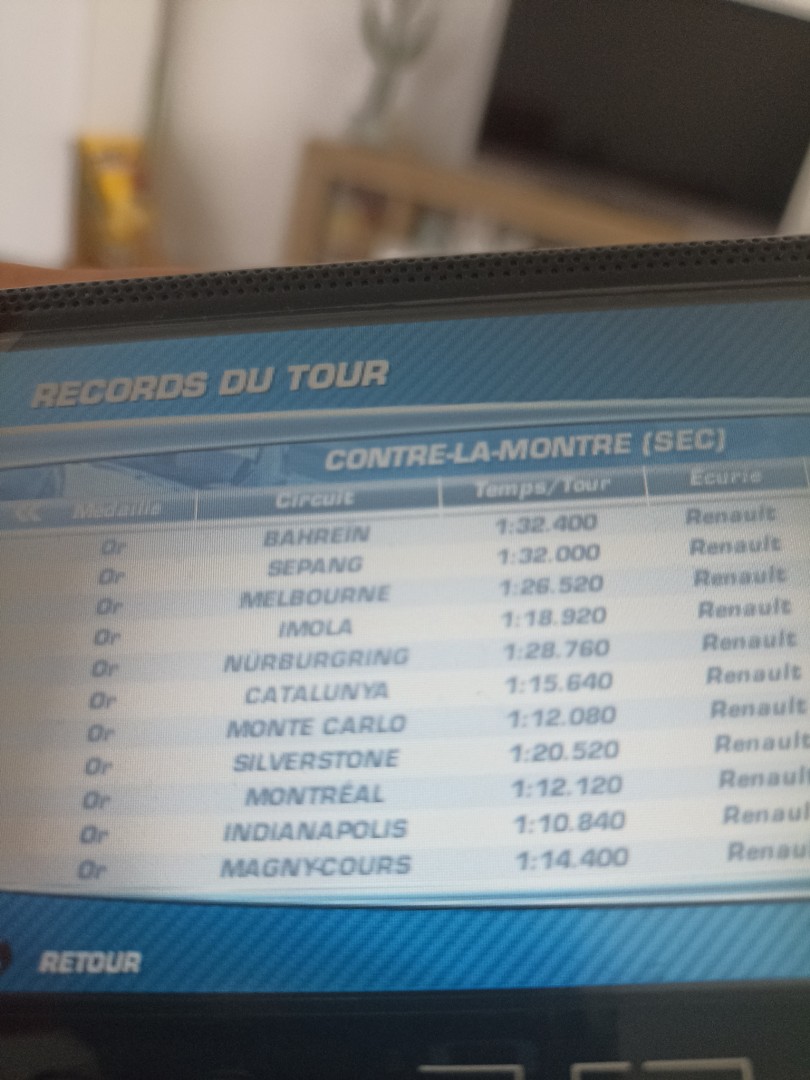 RECORDS DU TOUR
CONTRE-LA-MONTRE (SEC)
Médaille Circuit Temps/Tour Écurie
Or BAHREÏN 1:32.400 Renault
Or SEPANG 1:32.000 Renault
Or MELBOURNE 1:26.520 Renault
Or IMOLA 1:18.920 Renault
Or NÜRBURGRING 1:28.760 Renault
Or CATALUNYA 1:15.640 Renault
Or MONTE CARLO 1:12.080 Renault
Or SILVERSTONE 1:20.520 Renault
Or MONTRÉAL 1:12.120 Renault
Or INDIANAPOLIS 1:10.840 Renaul
Or MAGNY-COURS 1:14.400 Renau
RETOUR